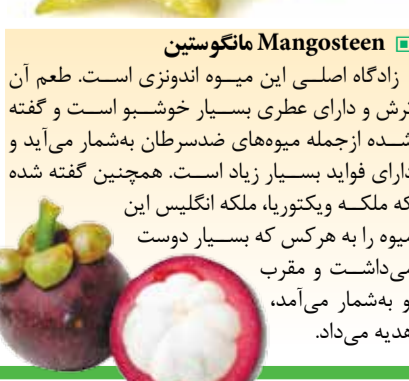 Mangosteen مانگوستین
زادگاه اصلی این میوه اندونزی است. طعم آن
ترش و دارای عطری بسیار خوشبو است و گفته
شده ازجمله میوه‌های ضدسرطان به‌شمار می‌آید و
دارای فواید بسیار زیاد است. همچنین گفته شده
که ملکه ویکتوریا، ملکه انگلیس این
میوه را به هرکس که بسیار دوست
می‌داشت و مقرب
او به‌شمار می‌آمد،
هدیه می‌داد.